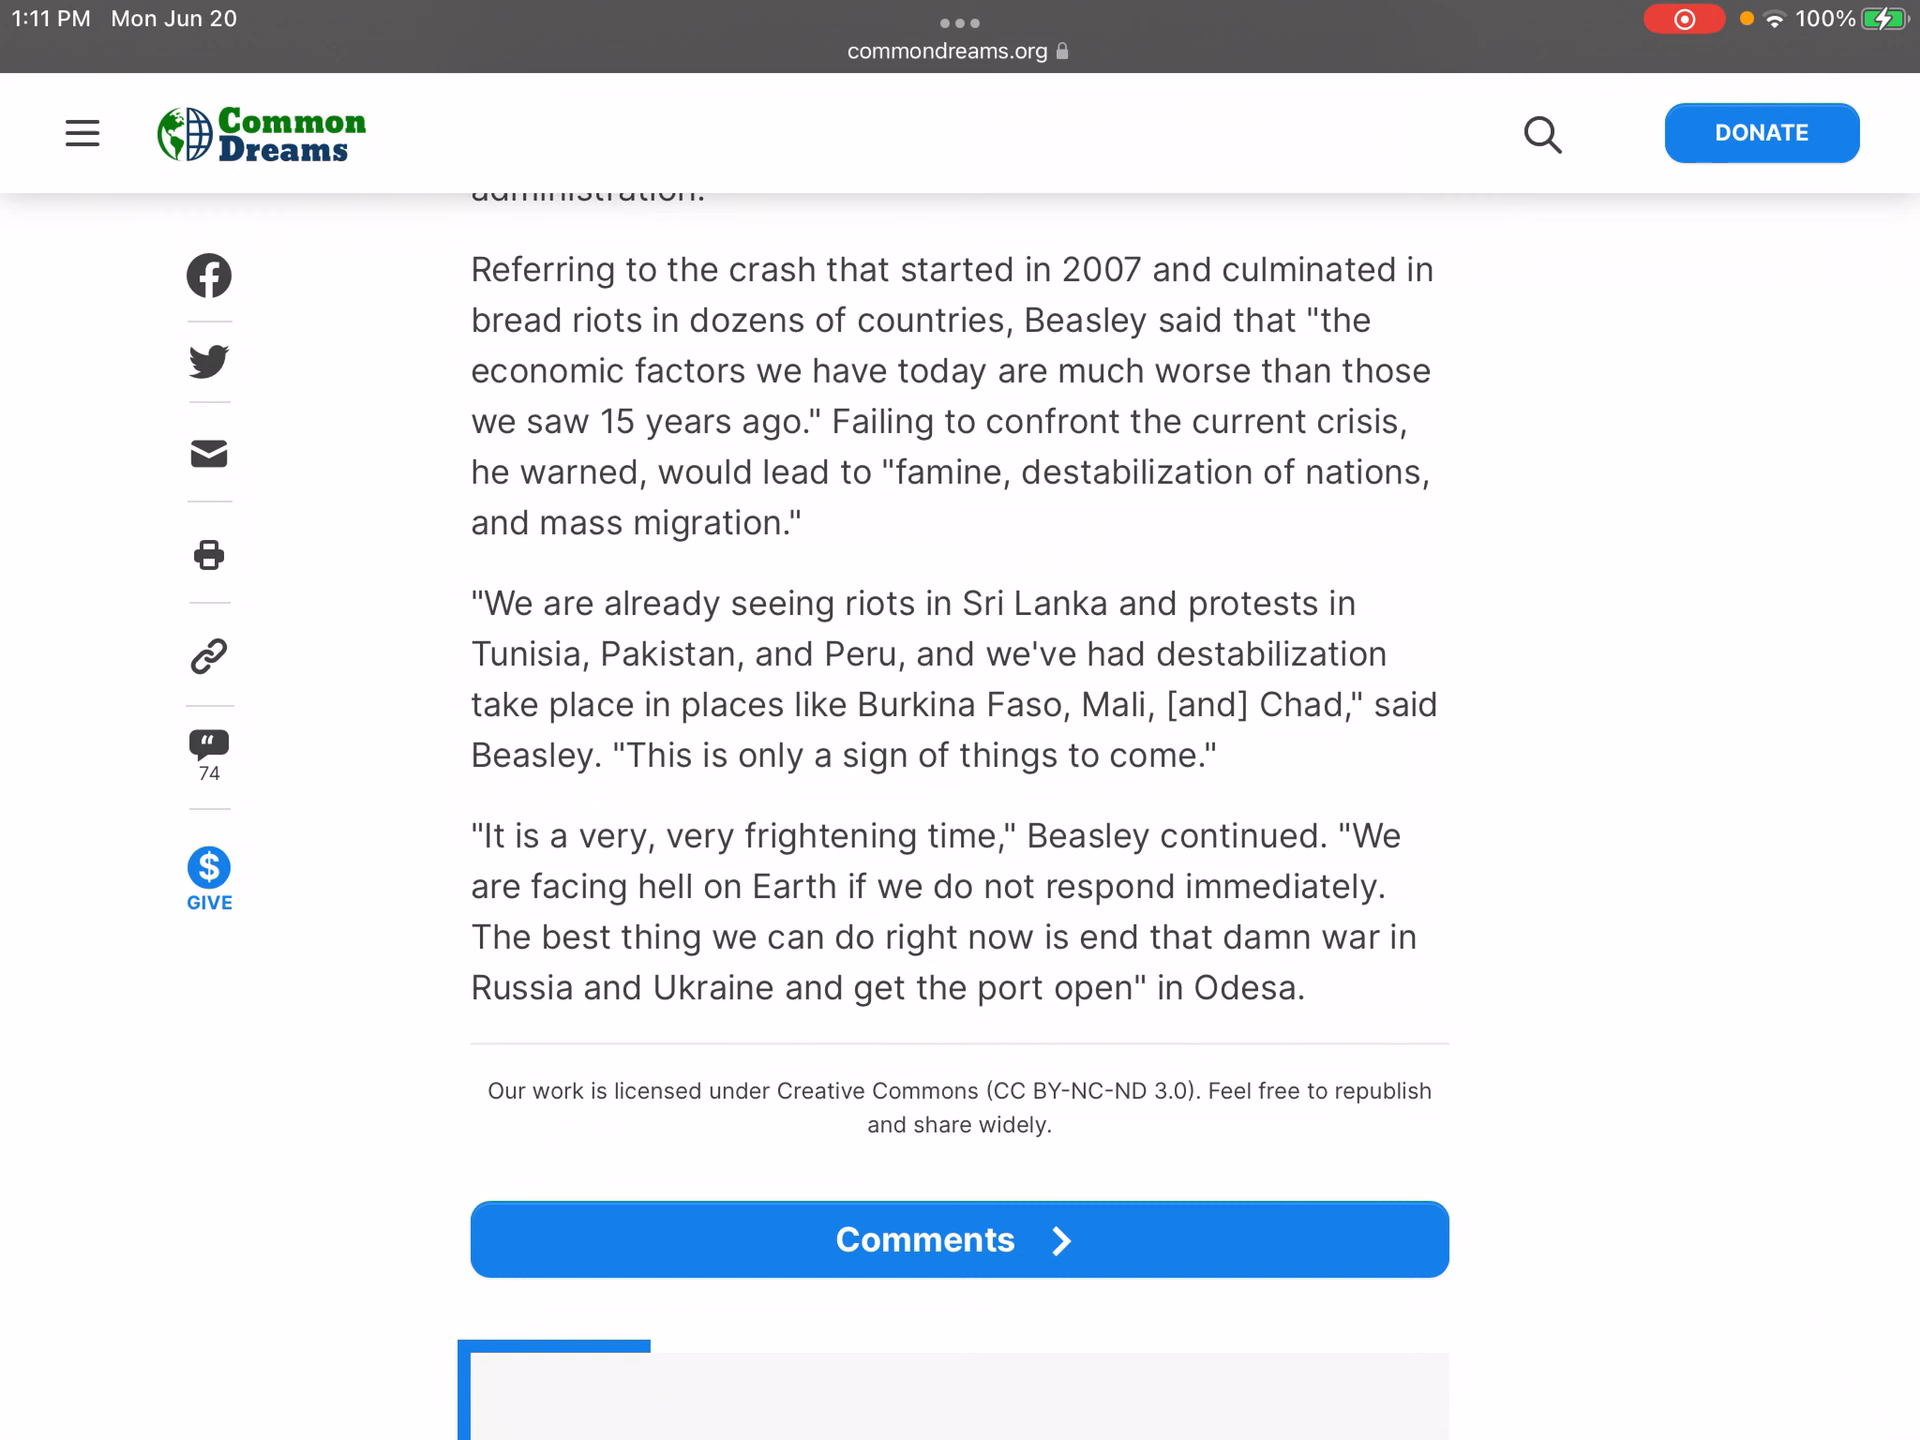 1:11 PM Mon Jun 20
100%
commondreams.org
Common
Dreams
DONATE
administration.
Referring to the crash that started in 2007 and culminated in
bread riots in dozens of countries, Beasley said that "the
economic factors we have today are much worse than those
we saw 15 years ago." Failing to confront the current crisis,
he warned, would lead to "famine, destabilization of nations,
and mass migration."
"We are already seeing riots in Sri Lanka and protests in
Tunisia, Pakistan, and Peru, and we've had destabilization
take place in places like Burkina Faso, Mali, [and] Chad," said
Beasley. "This is only a sign of things to come."
"It is a very, very frightening time," Beasley continued. "We
are facing hell on Earth if we do not respond immediately.
The best thing we can do right now is end that damn war in
Russia and Ukraine and get the port open" in Odesa.
74
GIVE
Our work is licensed under Creative Commons (CC BY-NC-ND 3.0). Feel free to republish
and share widely.
Comments